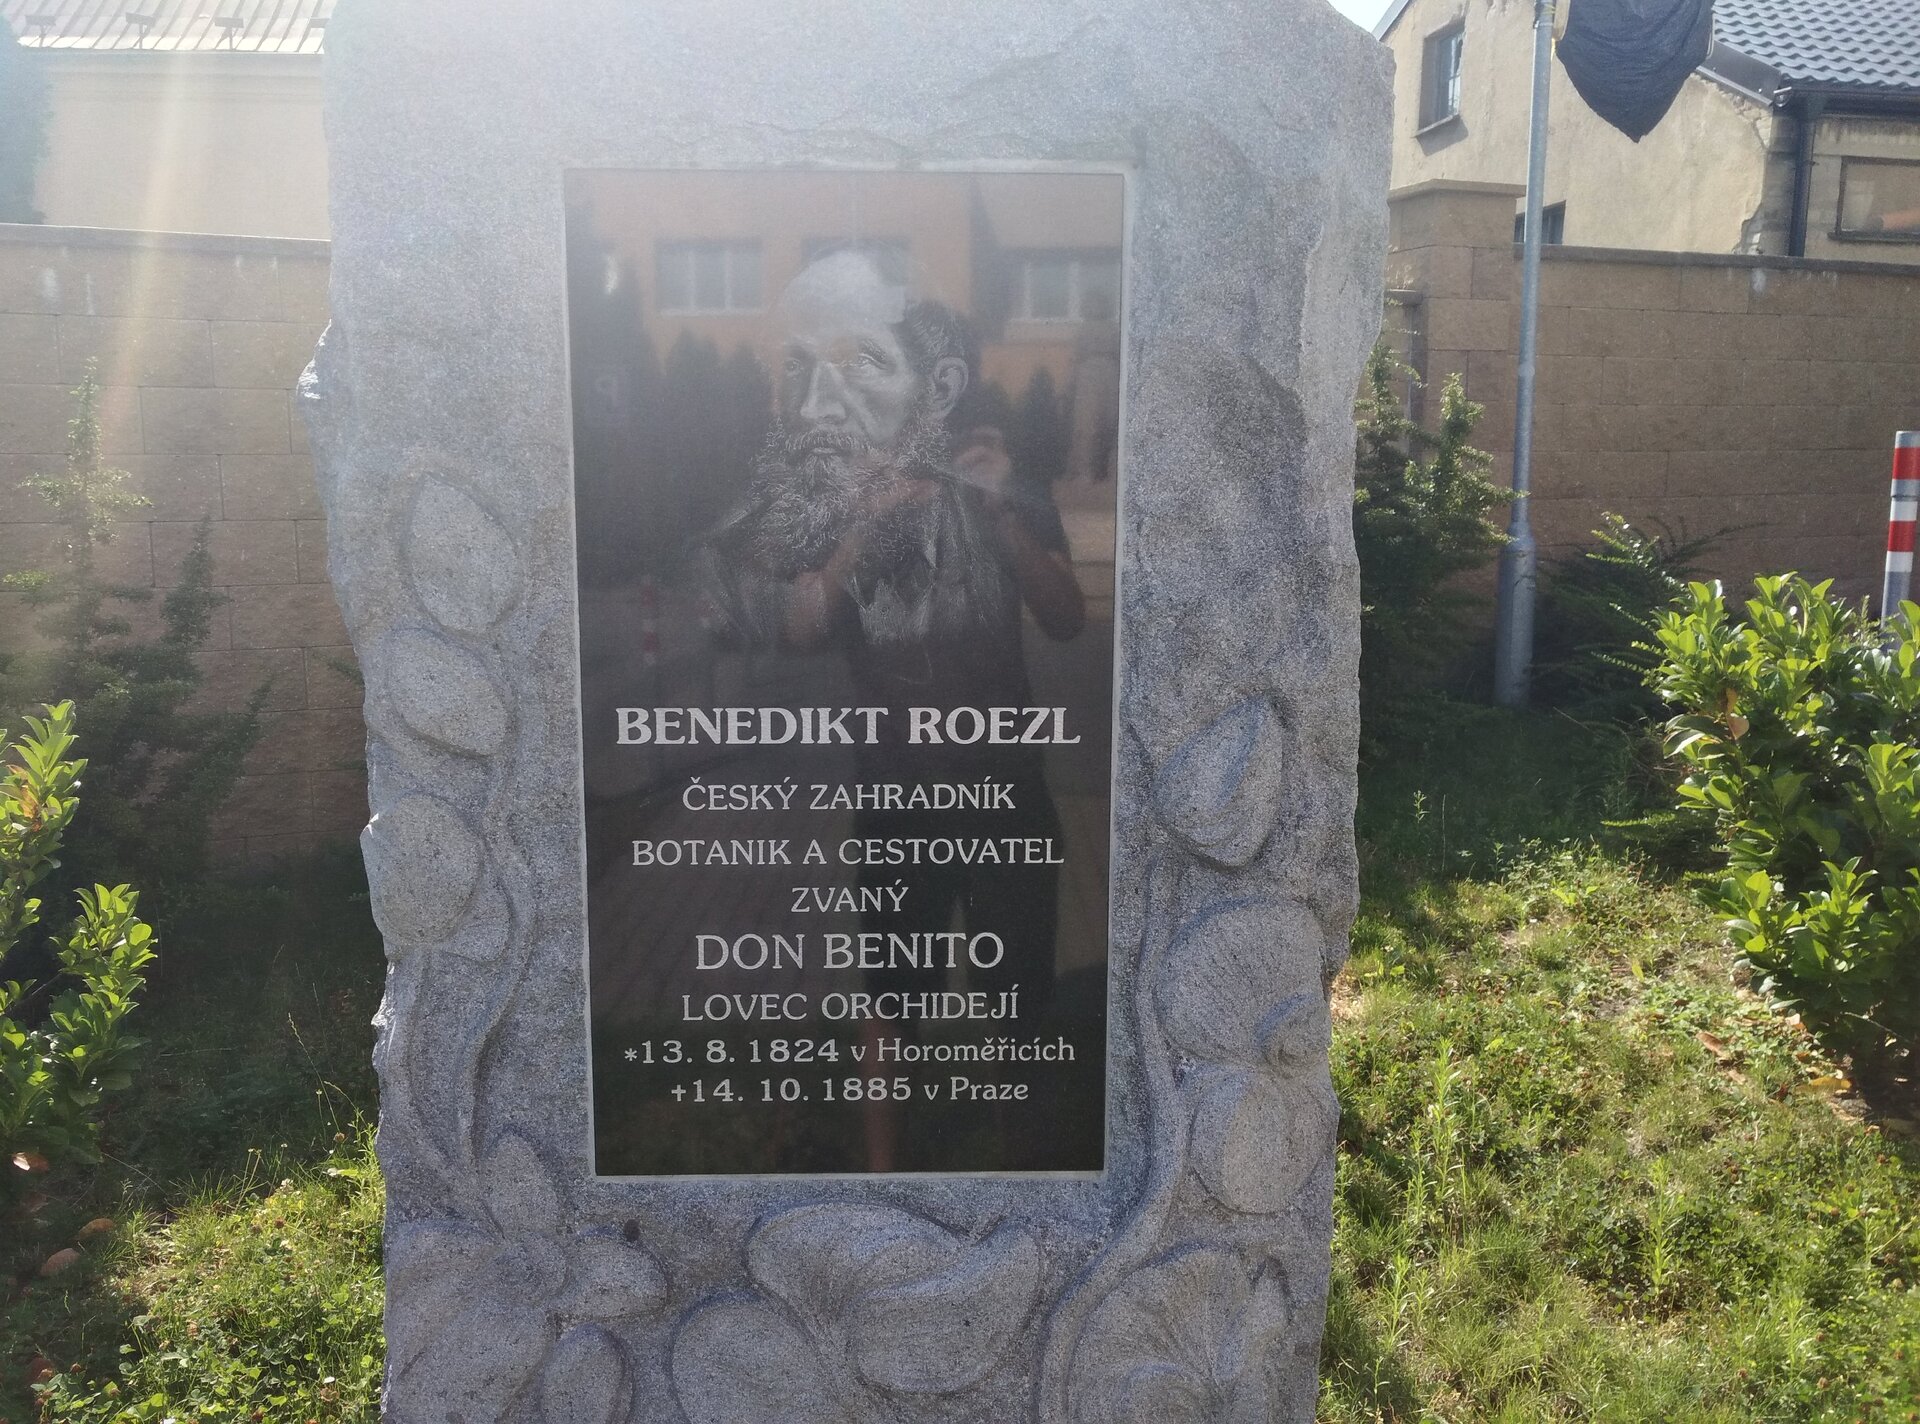 BENEDIKT ROEZL
ČESKÝ ZAHRADNÍK
BOTANIK A CESTOVATEL
ZVANÝ
DON BENITO
LOVEC ORCHIDEJÍ
*13. 8. 1824 v Horoměřicích
+14. 10. 1885 v Praze